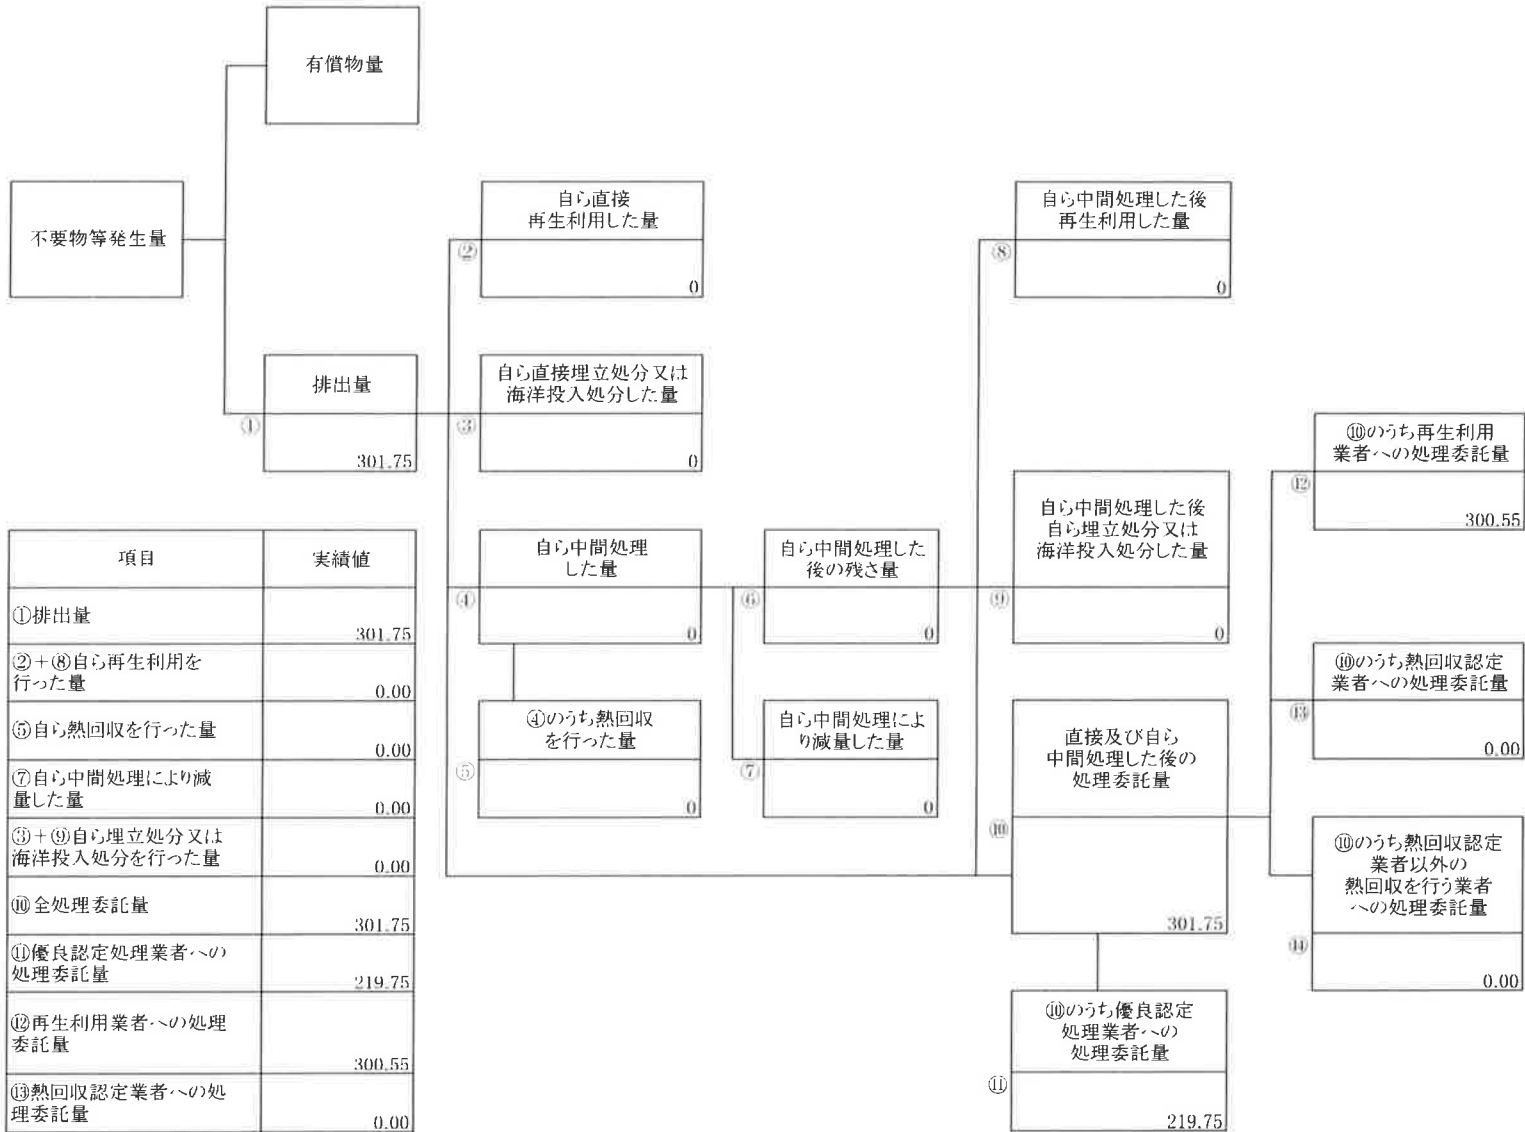 有償物量
不要物等発生量
自ら直接
再生利用した量
②
0
自ら中間処理した後
再生利用した量
⑧
0
排出量
①
301.75
自ら直接埋立処分又は
海洋投入処分した量
③
0
⑩のうち再生利用
業者への処理委託量
⑫
300.55
自ら中間処理
した量
④
0
自ら中間処理した
後の残さ量
⑥
0
自ら中間処理した後
自ら埋立処分又は
海洋投入処分した量
⑨
0
⑩のうち熱回収認定
業者への処理委託量
⑬
0.00
④のうち熱回収
を行った量
⑤
0
自ら中間処理によ
り減量した量
⑦
0
直接及び自ら
中間処理した後の
処理委託量
⑩
301.75
⑩のうち熱回収認定
業者以外の
熱回収を行う業者
への処理委託量
⑭
0.00
⑩のうち優良認定
処理業者への
処理委託量
⑪
219.75
項目 実績値
①排出量
301.75
②+⑧自ら再生利用を
行った量
0.00
⑤自ら熱回収を行った量
0.00
⑦自ら中間処理により減
量した量
0.00
③+⑨自ら埋立処分又は
海洋投入処分を行った量
0.00
⑩全処理委託量
301.75
⑪優良認定処理業者への
処理委託量
219.75
⑫再生利用業者への処理
委託量
300.55
⑬熱回収認定業者への処
理委託量
0.00